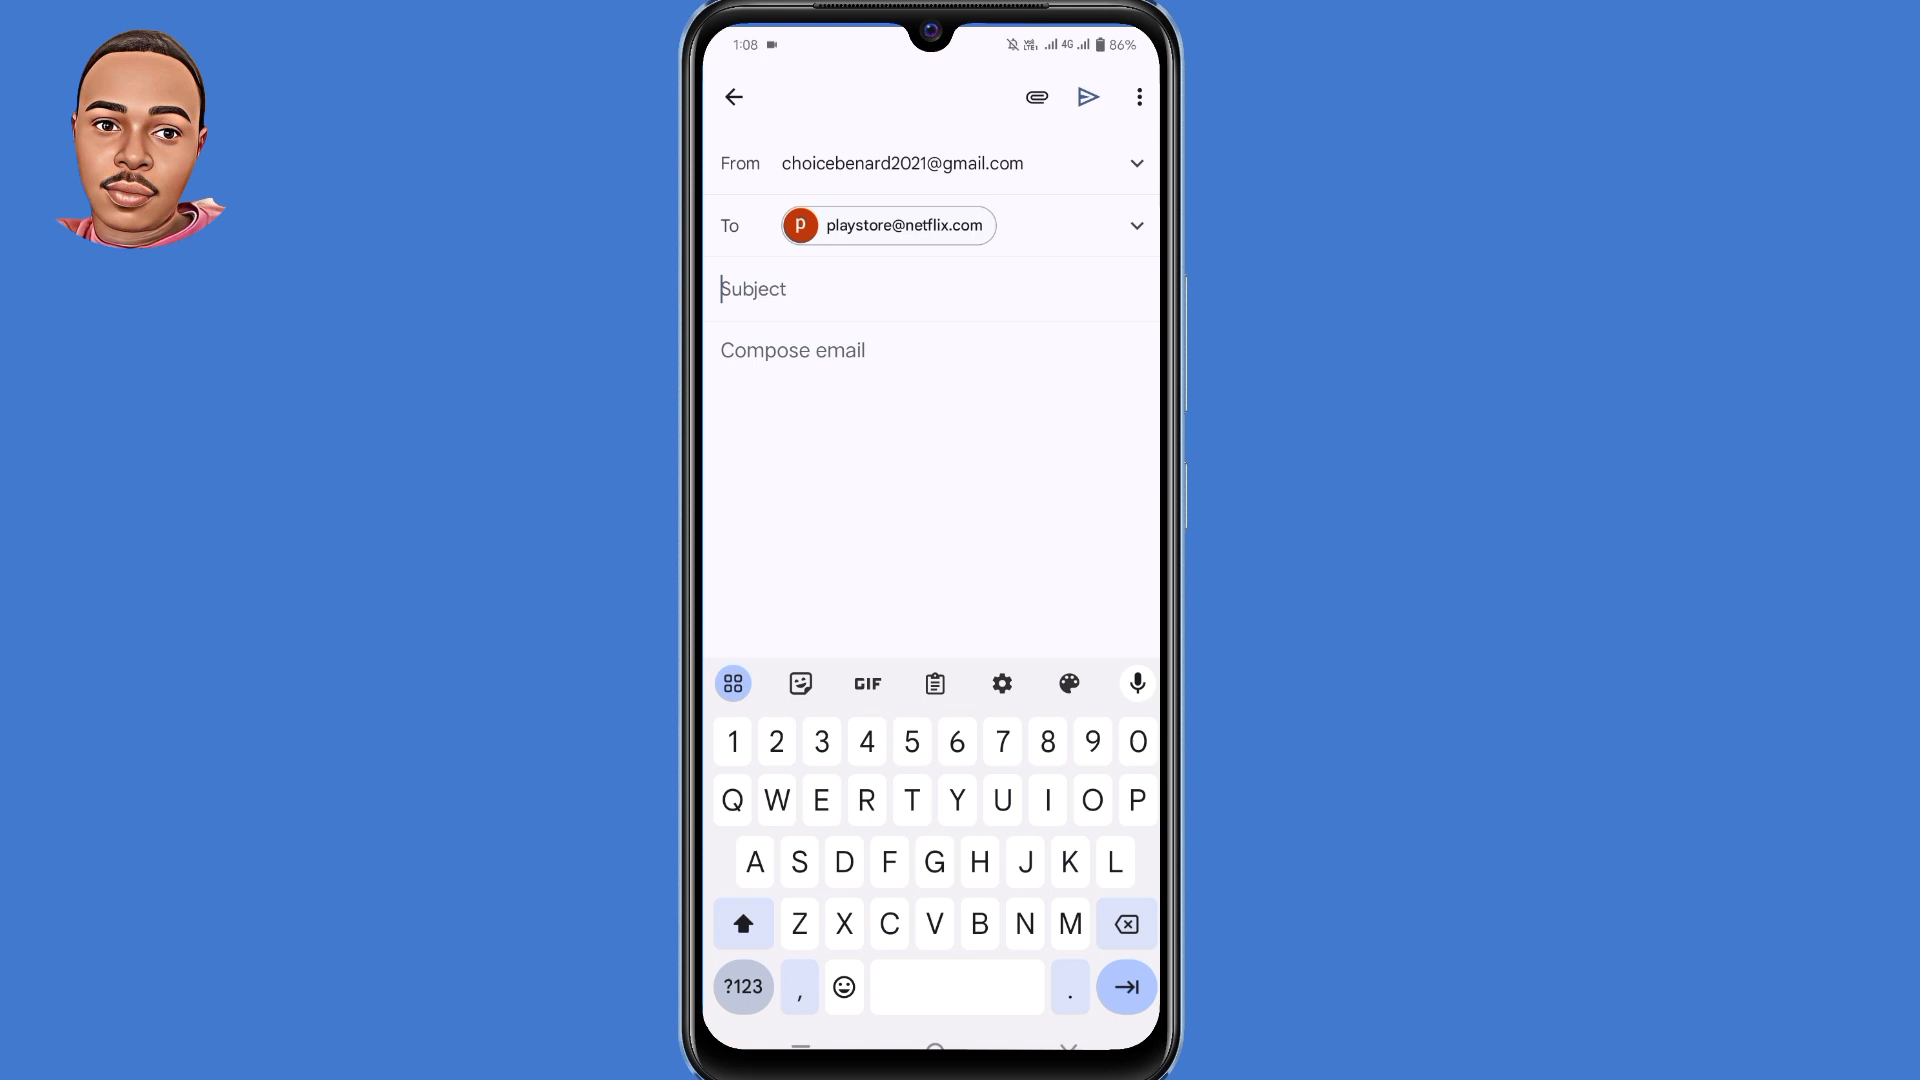 1:08 4G 86%
From choicebenard2021@gmail.com
To p playstore@netflix.com
Subject
Compose email
GIF
1 2 3 4 5 6 7 8 9 0
Q W E R T Y U I O P
A S D F G H J K L
Z X C V B N M
?123 , .